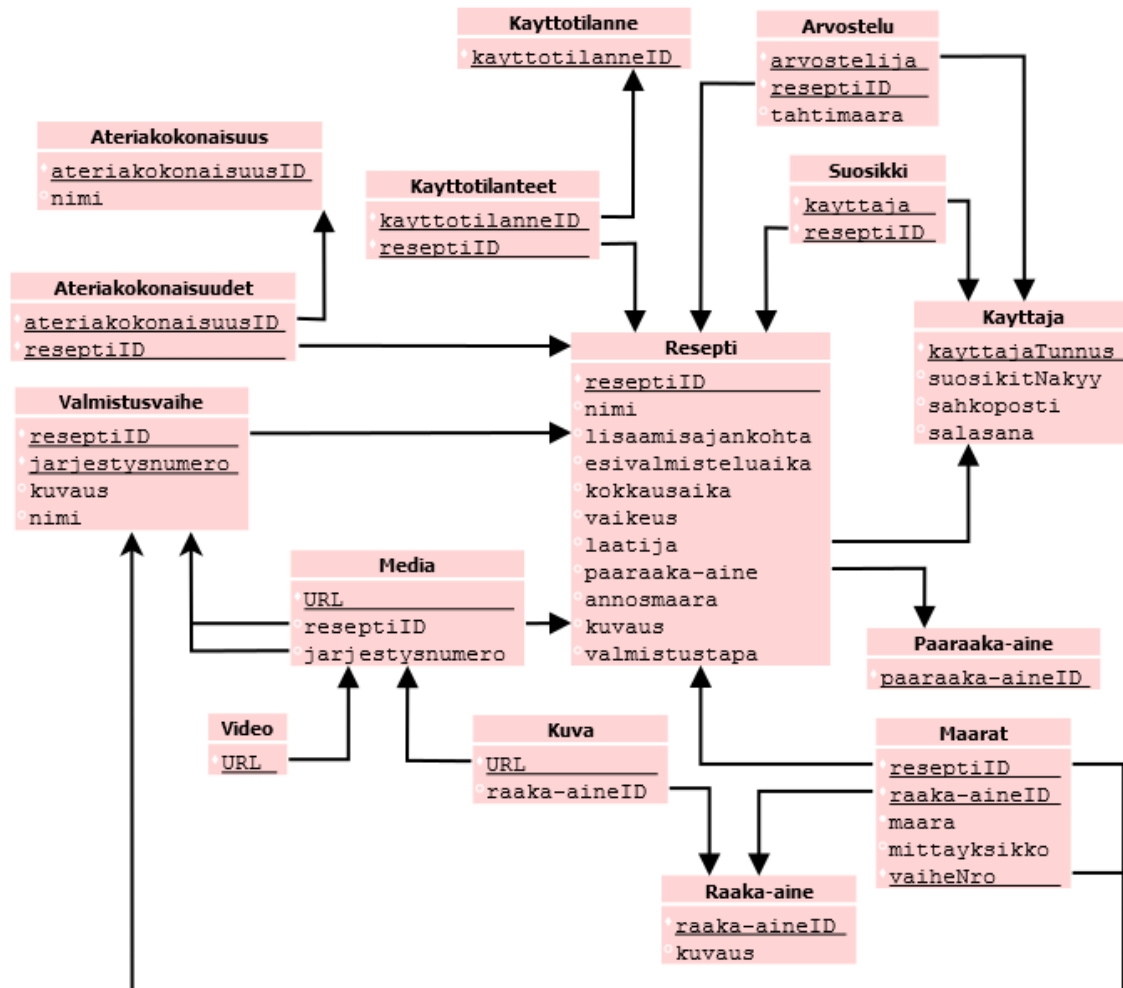 Kayttotilanne
kayttotilanneID
Arvostelu
arvostelija
reseptiID
tahtimaara
Ateriakokonaisuus
ateriakokonaisuusID
nimi
Kayttotilanteet
kayttotilanneID
reseptiID
Suosikki
kayttaja
reseptiID
Ateriakokonaisuudet
ateriakokonaisuusID
reseptiID
Kayttaja
kayttajaTunnus
suosikitNakyy
sahkoposti
salasana
Resepti
reseptiID
nimi
lisaamisajankohta
esivalmisteluaika
kokkausaika
vaikeus
laatija
paaraaka-aine
annosmaara
kuvaus
valmistustapa
Valmistusvaihe
reseptiID
jarjestysnumero
kuvaus
nimi
Media
URL
reseptiID
jarjestysnumero
Paaraaka-aine
paaraaka-aineID
Video
URL
Kuva
URL
raaka-aineID
Maarat
reseptiID
raaka-aineID
maara
mittayksikko
vaiheNro
Raaka-aine
raaka-aineID
kuvaus